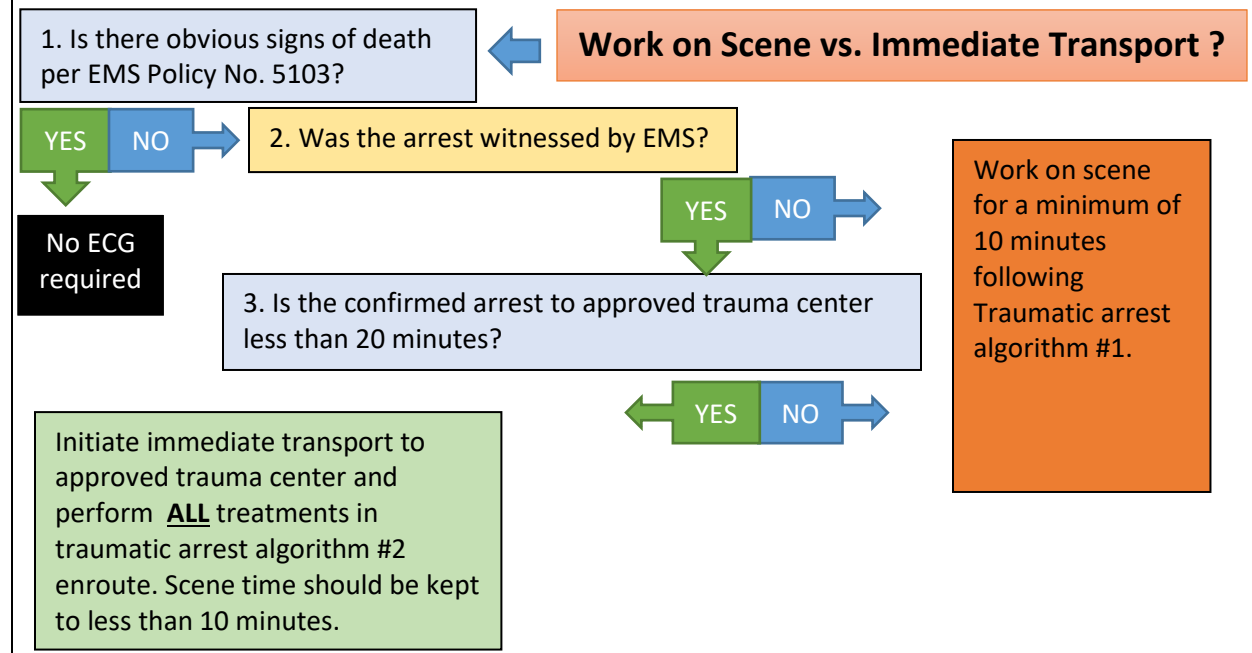 Work on Scene vs. Immediate Transport ?
1. Is there obvious signs of death
per EMS Policy No. 5103?
YES
NO
No ECG
required
2. Was the arrest witnessed by EMS?
YES
NO
3. Is the confirmed arrest to approved trauma center
less than 20 minutes?
YES
NO
Work on scene
for a minimum of
10 minutes
following
Traumatic arrest
algorithm #1.
Initiate immediate transport to
approved trauma center and
perform ALL treatments in
traumatic arrest algorithm #2
enroute. Scene time should be kept
to less than 10 minutes.